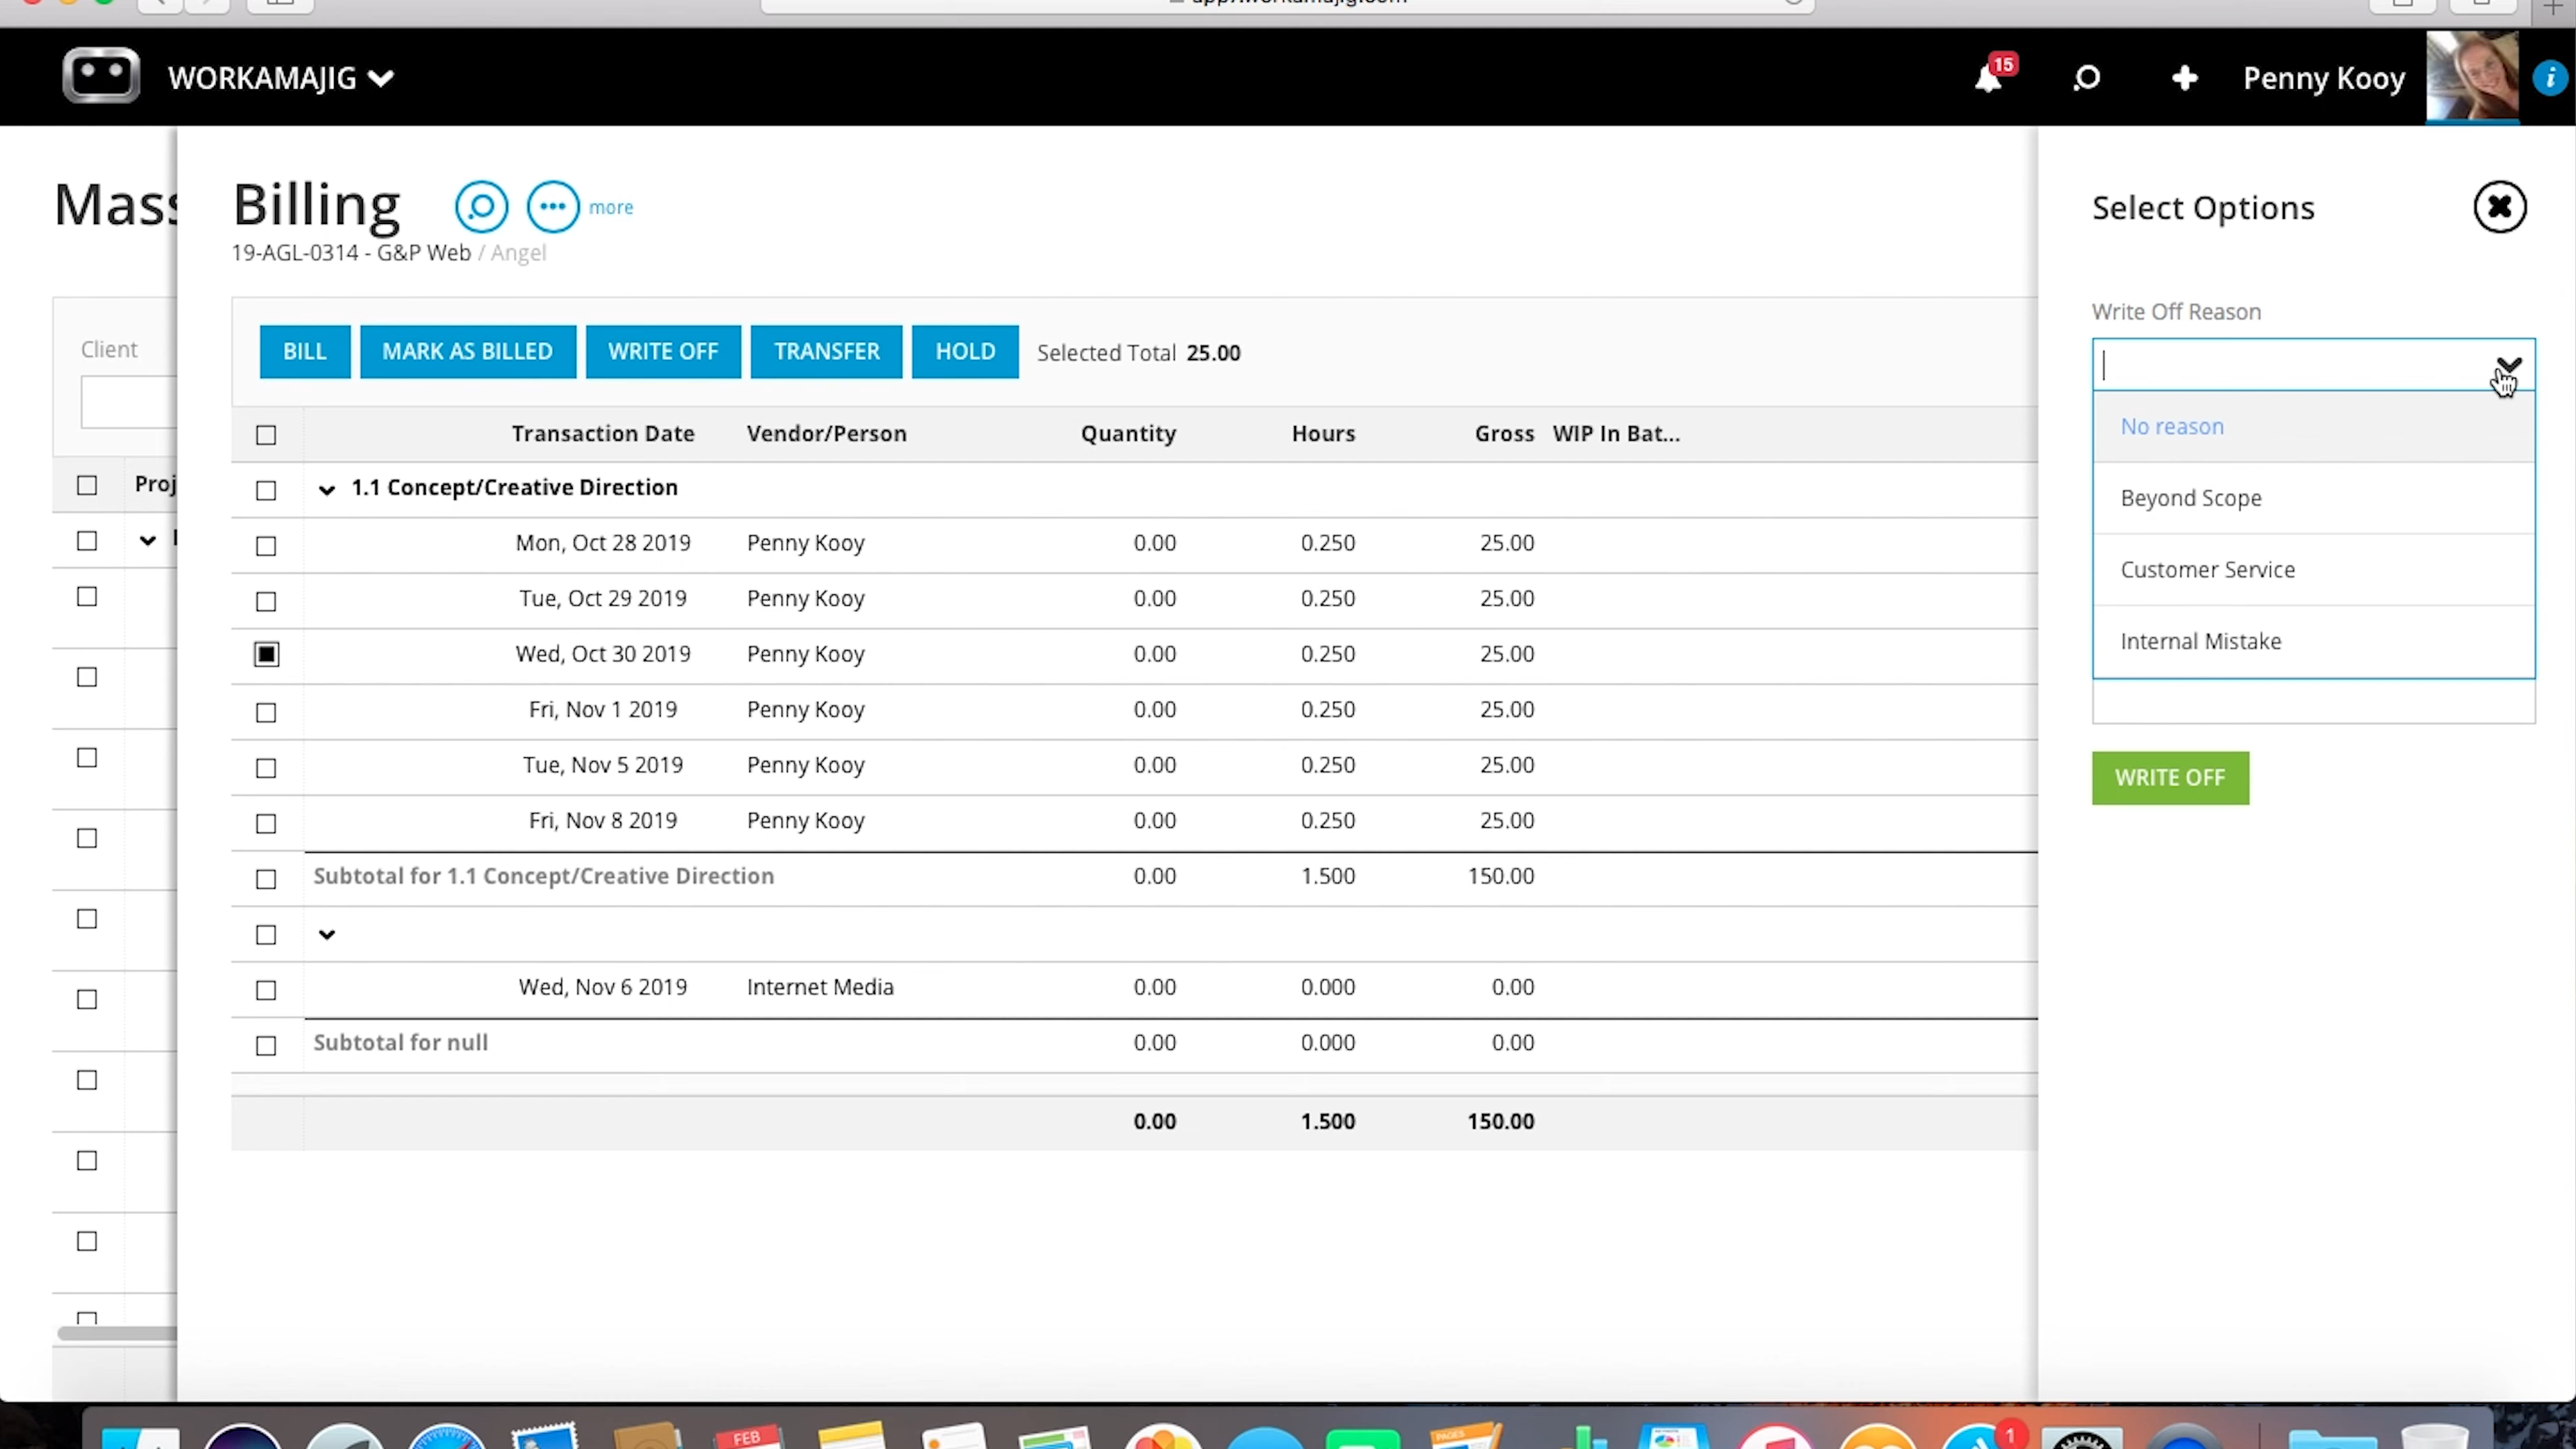 WORKAMAJIG
15
Penny Kooy
i
Mass
Billing
more
19-AGL-0314 - G&P Web / Angel
Client
BILL
MARK AS BILLED
WRITE OFF
TRANSFER
HOLD
Selected Total 25.00
Proj
Transaction Date Vendor/Person Quantity Hours Gross WIP In Bat...
1.1 Concept/Creative Direction
Mon, Oct 28 2019 Penny Kooy 0.00 0.250 25.00
Tue, Oct 29 2019 Penny Kooy 0.00 0.250 25.00
Wed, Oct 30 2019 Penny Kooy 0.00 0.250 25.00
Fri, Nov 1 2019 Penny Kooy 0.00 0.250 25.00
Tue, Nov 5 2019 Penny Kooy 0.00 0.250 25.00
Fri, Nov 8 2019 Penny Kooy 0.00 0.250 25.00
Subtotal for 1.1 Concept/Creative Direction 0.00 1.500 150.00
Wed, Nov 6 2019 Internet Media 0.00 0.000 0.00
Subtotal for null 0.00 0.000 0.00
0.00 1.500 150.00
Select Options
Write Off Reason
No reason
Beyond Scope
Customer Service
Internal Mistake
WRITE OFF
FEB
PAGES
1